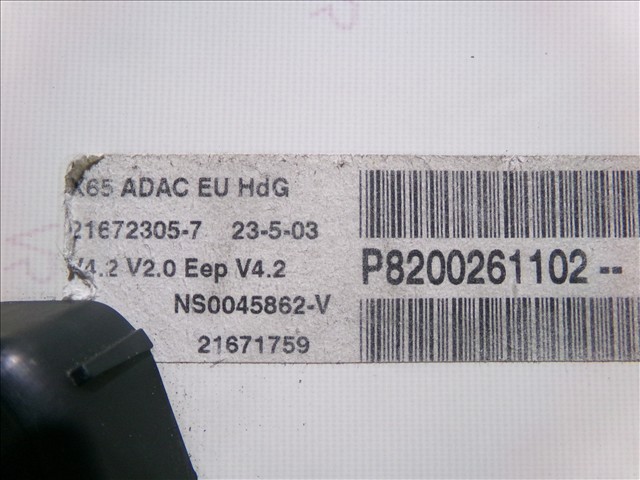 X65 ADAC EU HdG
21672305-7 23-5-03
V4.2 V2.0 Eep V4.2
NS0045862-V
21671759
P8200261102--